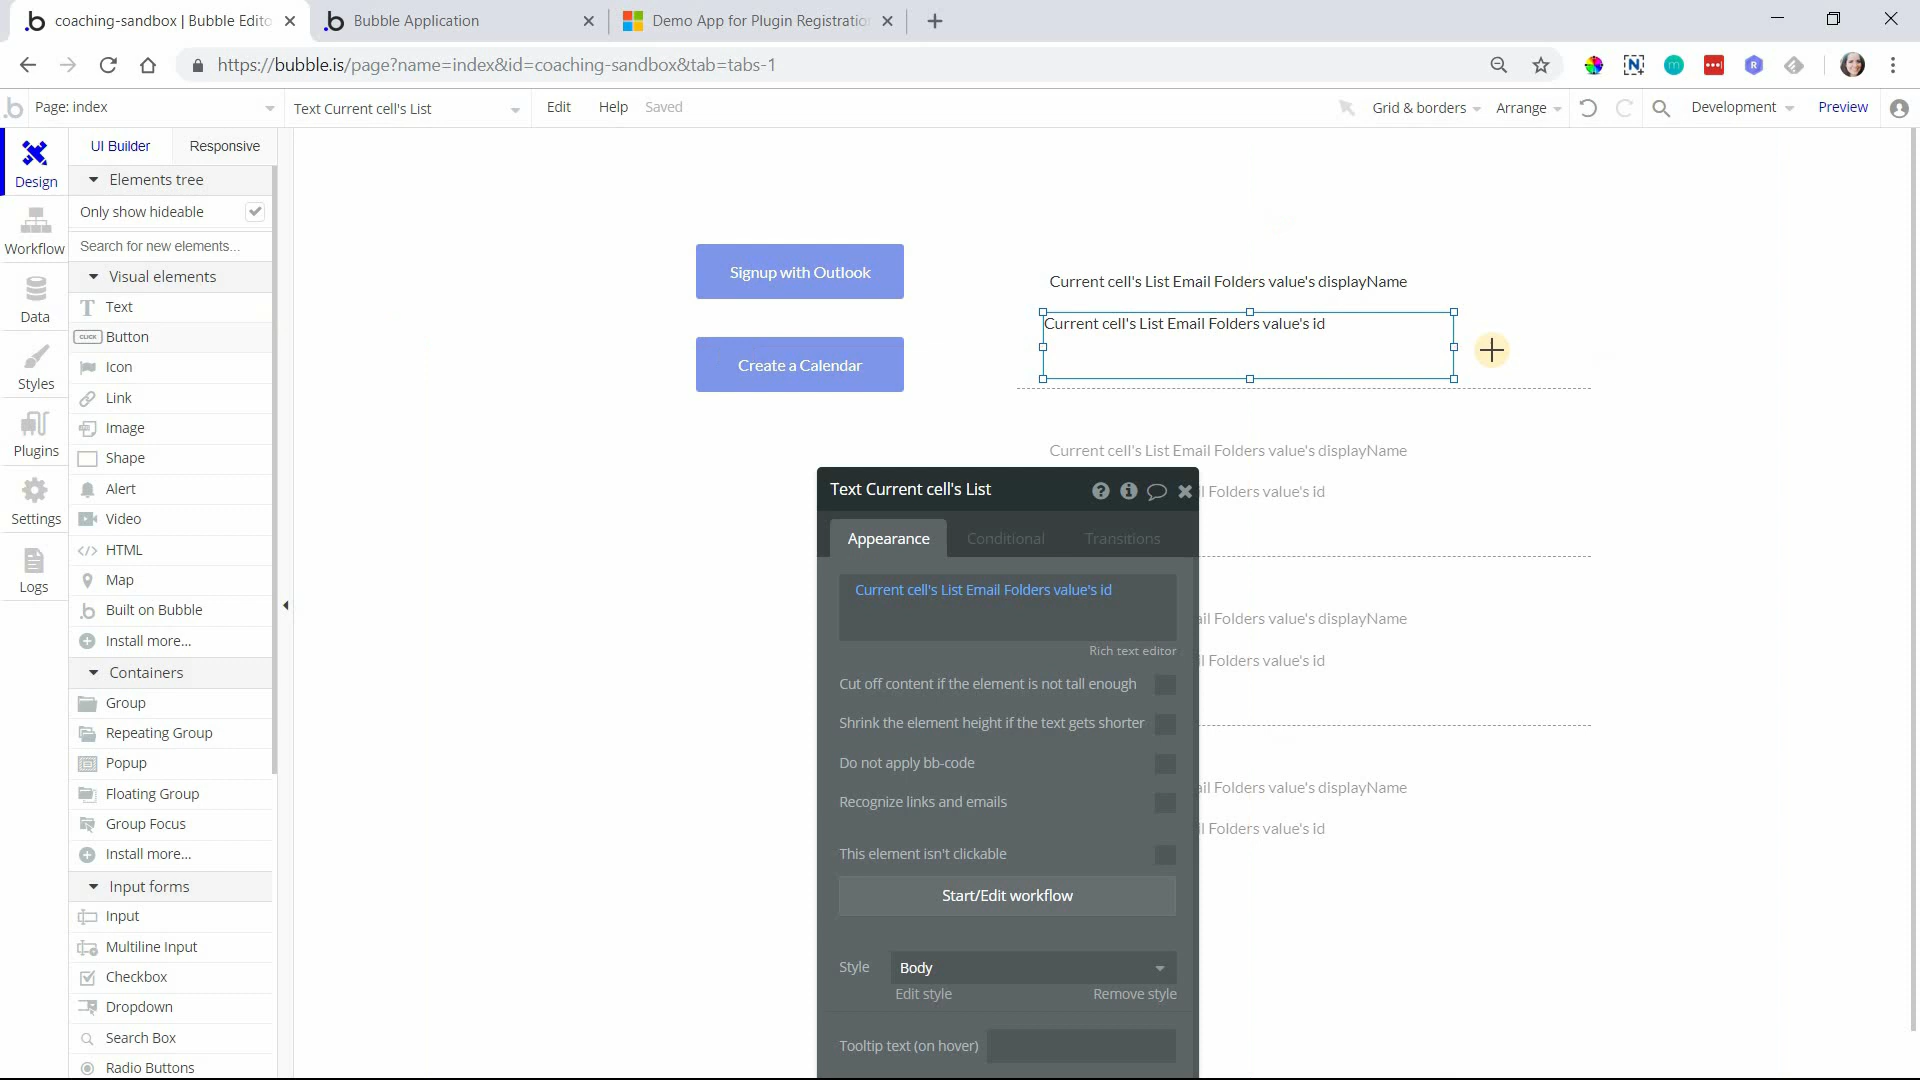 coaching-sandbox | Bubble Edito
Bubble Application
Demo App for Plugin Registratio
https://bubble.is/page?name=index&id=coaching-sandbox&tab=tabs-1
Page: index
Text Current cell's List
Edit
Help
Saved
Grid & borders
Arrange
Development
Preview
UI Builder
Responsive
Design
Workflow
Data
Styles
Plugins
Settings
Logs
Elements tree
Only show hideable
Search for new elements...
Visual elements
Text
CLICK
Button
Icon
Link
Image
Shape
Alert
Video
HTML
Map
Built on Bubble
Install more...
Containers
Group
Repeating Group
Popup
Floating Group
Group Focus
Install more...
Input forms
Input
Multiline Input
Checkbox
Dropdown
Search Box
Radio Buttons
Signup with Outlook
Create a Calendar
Current cell's List Email Folders value's displayName
Current cell's List Email Folders value's id
Current cell's List Email Folders value's displayName
l Folders value's id
ail Folders value's displayName
l Folders value's id
ail Folders value's displayName
l Folders value's id
Text Current cell's List
Appearance
Conditional
Transitions
Current cell's List Email Folders value's id
Rich text editor
Cut off content if the element is not tall enough
Shrink the element height if the text gets shorter
Do not apply bb-code
Recognize links and emails
This element isn't clickable
Start/Edit workflow
Style
Body
Edit style
Remove style
Tooltip text (on hover)